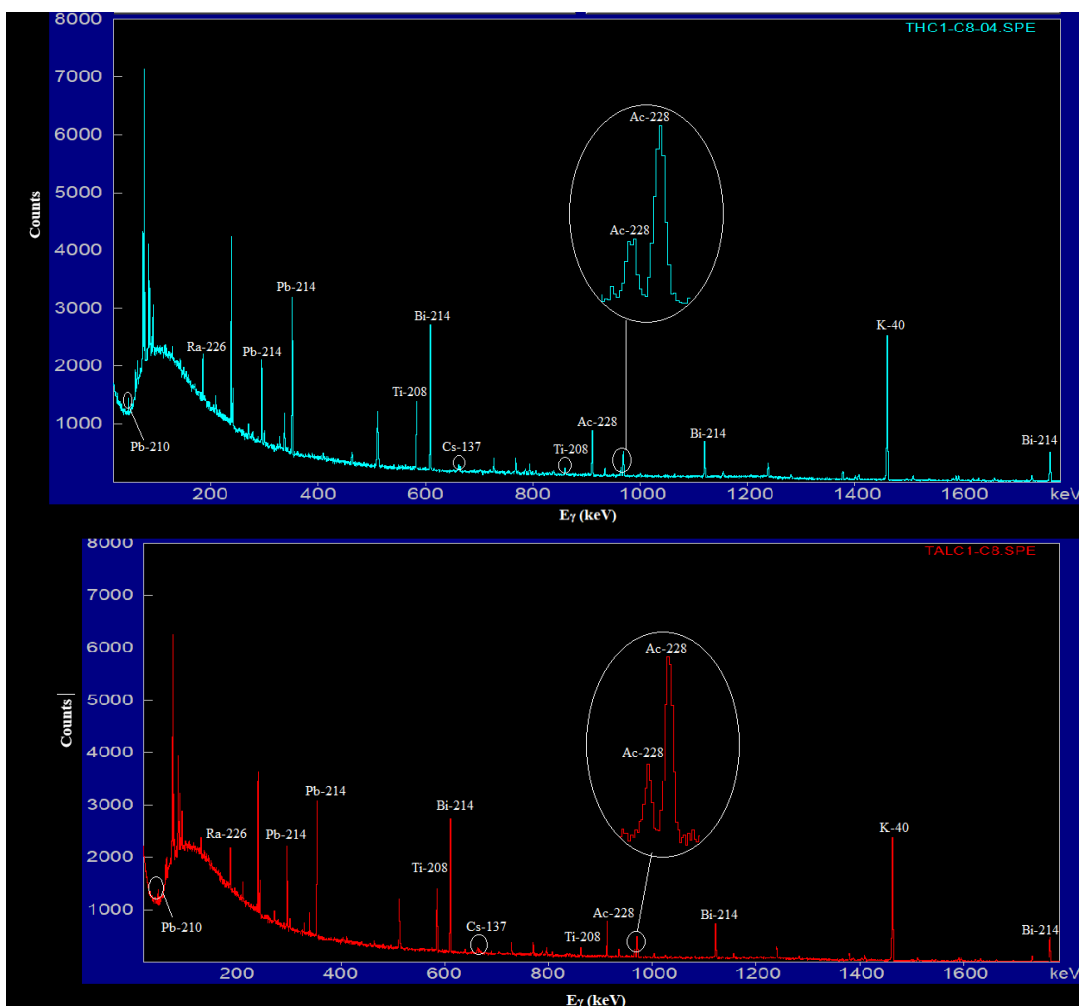 8000
THC1-C8-04.SPE
7000
6000
5000
4000
3000
2000
1000
Counts
Ac-228
Ac-228
Pb-214
Bi-214
K-40
Ra-226
Pb-214
Ti-208
Ac-228
Cs-137
Ti-208
Bi-214
Bi-214
Pb-210
200 400 600 800 1000 1200 1400 1600 keV
Eγ (keV)
8000
TALC1-C8.SPE
7000
6000
5000
4000
3000
2000
1000
Counts
Ac-228
Ac-228
Pb-214
Bi-214
K-40
Ra-226
Pb-214
Ti-208
Ac-228
Bi-214
Cs-137
Ti-208
Bi-214
Pb-210
200 400 600 800 1000 1200 1400 1600 keV
Eγ (keV)